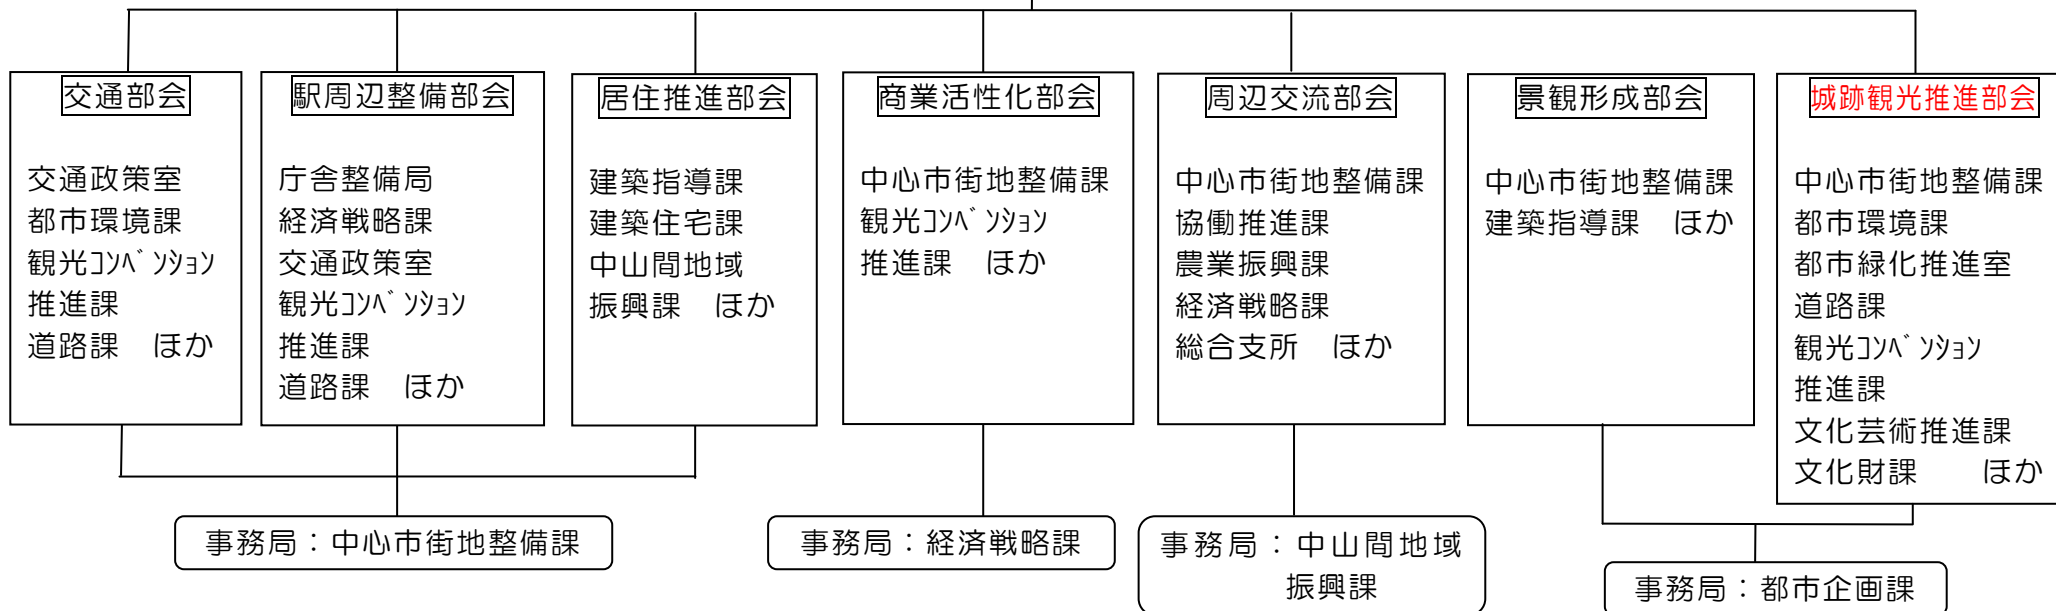 交通部会
交通政策室
都市環境課
観光ｺﾝﾍﾞﾝｼｮﾝ
推進課
道路課　ほか
駅周辺整備部会
庁舎整備局
経済戦略課
交通政策室
観光ｺﾝﾍﾞﾝｼｮﾝ
推進課
道路課　ほか
居住推進部会
建築指導課
建築住宅課
中山間地域
振興課　ほか
商業活性化部会
中心市街地整備課
観光ｺﾝﾍﾞﾝｼｮﾝ
推進課　ほか
周辺交流部会
中心市街地整備課
協働推進課
農業振興課
経済戦略課
総合支所　ほか
景観形成部会
中心市街地整備課
建築指導課　ほか
城跡観光推進部会
中心市街地整備課
都市環境課
都市緑化推進室
道路課
観光ｺﾝﾍﾞﾝｼｮﾝ
推進課
文化芸術推進課
文化財課　　ほか
事務局：中心市街地整備課
事務局：経済戦略課
事務局：中山間地域
振興課
事務局：都市企画課